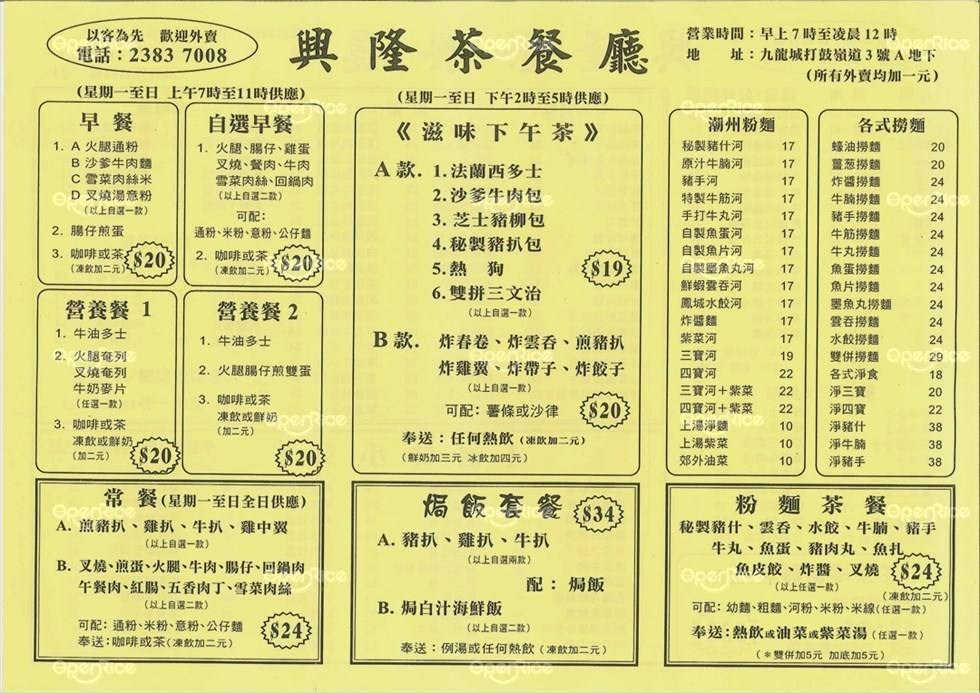 以客為先 歡迎外賣
電話：2383 7008
興隆茶餐廳
營業時間：早上7時至凌晨12時
地 址：九龍城打鼓嶺道3號A地下
(所有外賣均加一元)
(星期一至日 上午7時至11時供應)
早餐
1. A 火腿通粉
B 沙爹牛肉麵
C 雪菜肉絲米
D 叉燒湯意粉
(以上自選一款)
2. 腸仔煎蛋
3. 咖啡或茶
(凍飲加二元)
$20
自選早餐
1. 火腿、腸仔、雞蛋
叉燒、餐肉、牛肉
雪菜肉絲、回鍋肉
(以上自選二款)
可配：
通粉、米粉、意粉、公仔麵
2. 咖啡或茶
(凍飲加二元)
$20
營養餐 1
1. 牛油多士
2. 火腿奄列
叉燒奄列
牛奶麥片
(任選一款)
3. 咖啡或茶
凍飲或鮮奶
(加二元)
$20
營養餐 2
1. 牛油多士
2. 火腿腸仔煎雙蛋
3. 咖啡或茶
凍飲或鮮奶
(加二元)
$20
(星期一至日 下午2時至5時供應)
《滋味下午茶》
A款. 1.法蘭西多士
2.沙爹牛肉包
3.芝士豬柳包
4.秘製豬扒包
5.熱 狗
6.雙拼三文治
(以上自選一款)
$19
B款. 炸春卷、炸雲吞、煎豬扒
炸雞翼、炸帶子、炸餃子
(以上自選一款)
可配：薯條或沙律
$20
奉送：任何熱飲 (凍飲加二元)
(鮮奶加三元 冰飲加四元)
潮州粉麵
秘製豬什河 17
原汁牛腩河 17
豬手河 17
特製牛筋河 17
手打牛丸河 17
自製魚蛋河 17
自製魚片河 17
自製墨魚丸河 17
鮮蝦雲吞河 17
鳳城水餃河 17
炸醬麵 17
紫菜河 17
三寶河 19
四寶河 22
三寶河＋紫菜 22
四寶河＋紫菜 22
上湯淨麵 10
上湯紫菜 10
郊外油菜 10
各式撈麵
蠔油撈麵 20
薑葱撈麵 20
炸醬撈麵 24
牛腩撈麵 24
豬手撈麵 24
牛筋撈麵 24
牛丸撈麵 24
魚蛋撈麵 24
魚片撈麵 24
墨魚丸撈麵 24
雲吞撈麵 24
水餃撈麵 24
雙併撈麵 29
各式淨食 18
淨三寶 20
淨四寶 22
淨豬什 38
淨牛腩 38
淨豬手 38
常餐 (星期一至日全日供應)
A. 煎豬扒、雞扒、牛扒、雞中翼
(以上自選一款)
B. 叉燒、煎蛋、火腿、牛肉、腸仔、回鍋肉
午餐肉、紅腸、五香肉丁、雪菜肉絲
(以上自選二款)
可配：通粉、米粉、意粉、公仔麵
奉送：咖啡或茶(凍飲加二元)
$24
焗飯套餐 $34
A. 豬扒、雞扒、牛扒
(以上自選兩款)
配： 焗飯
B. 焗白汁海鮮飯
(以上自選二款)
奉送：例湯或任何熱飲 (凍飲加二元)
粉麵茶餐
秘製豬什、雲吞、水餃、牛腩、豬手
牛丸、魚蛋、豬肉丸、魚扎
魚皮餃、炸醬、叉燒
(以上任選一款)
$24
(凍飲加二元)
可配：幼麵、粗麵、河粉、米粉、米線(任選一款)
奉送：熱飲或油菜或紫菜湯 (任選一款)
(＊雙併加5元 加底加5元)
OpenRice